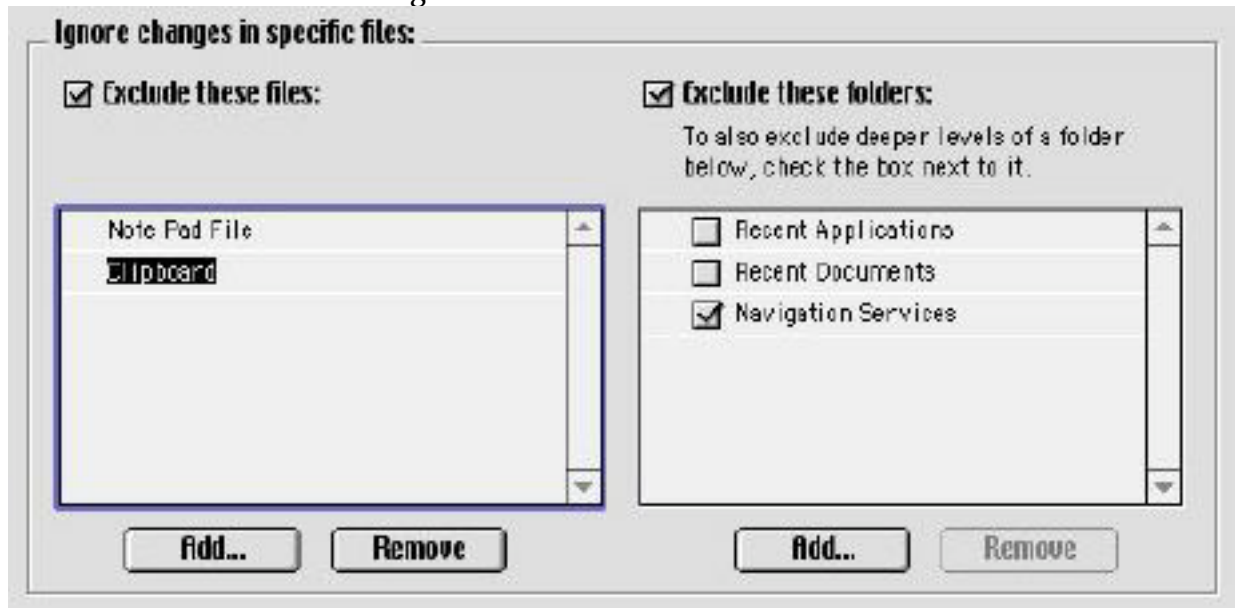 Ignore changes in specific files:
Exclude these files:
Exclude these folders:
To also exclude deeper levels of a folder
below, check the box next to it.
Note Pad File
Clipboard
Recent Applications
Recent Documents
Navigation Services
Add...
Remove
Add...
Remove